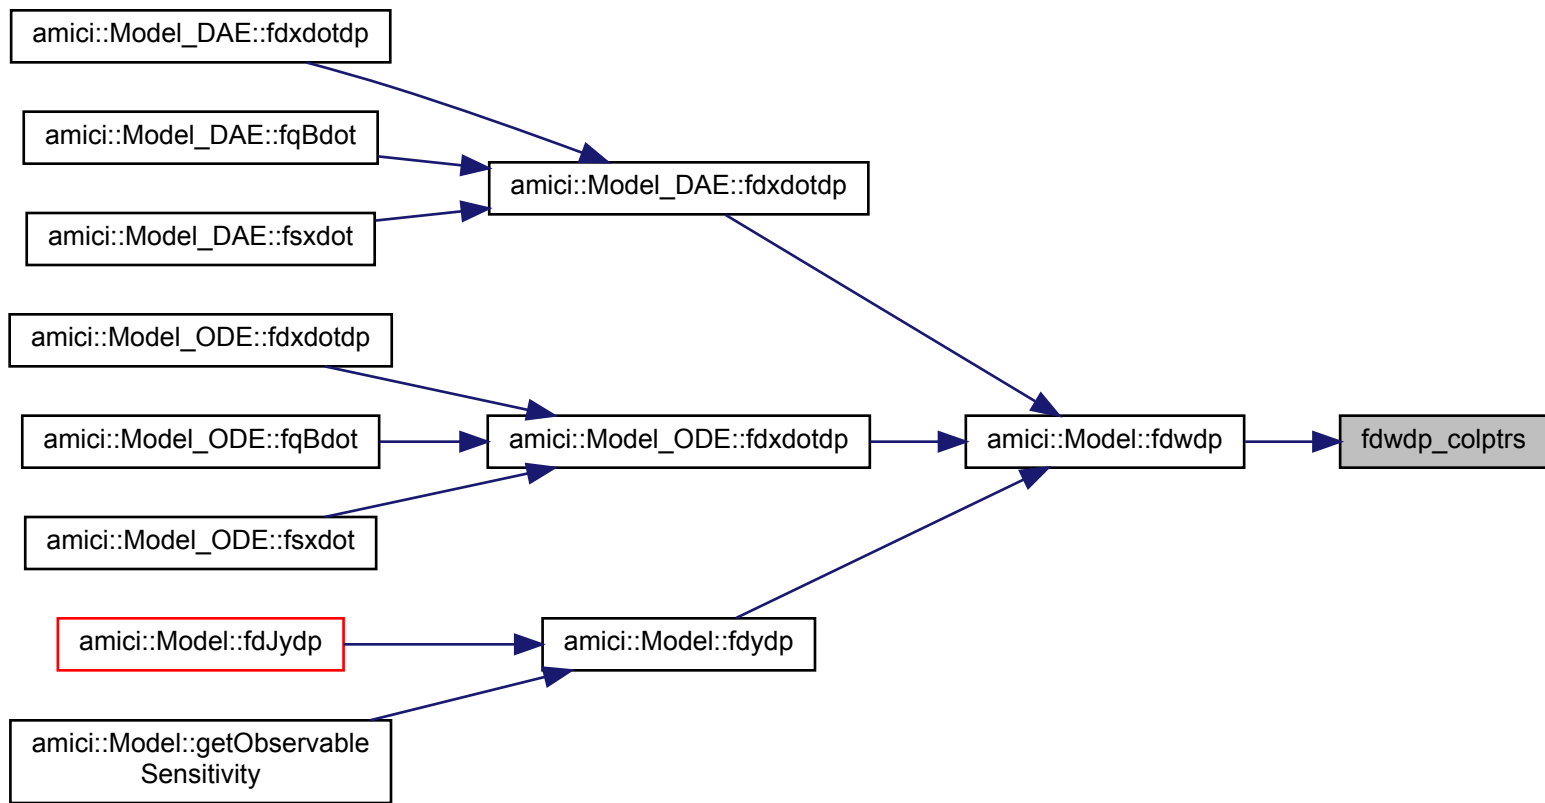 amici::Model_DAE::fdxdotdp
amici::Model_DAE::fqBdot
amici::Model_DAE::fdxdotdp
amici::Model_DAE::fsxdot
amici::Model_ODE::fdxdotdp
amici::Model_ODE::fqBdot
amici::Model_ODE::fdxdotdp
amici::Model::fdwdp
fdwdp_colptrs
amici::Model_ODE::fsxdot
amici::Model::fdJydp
amici::Model::fdydp
amici::Model::getObservable
Sensitivity